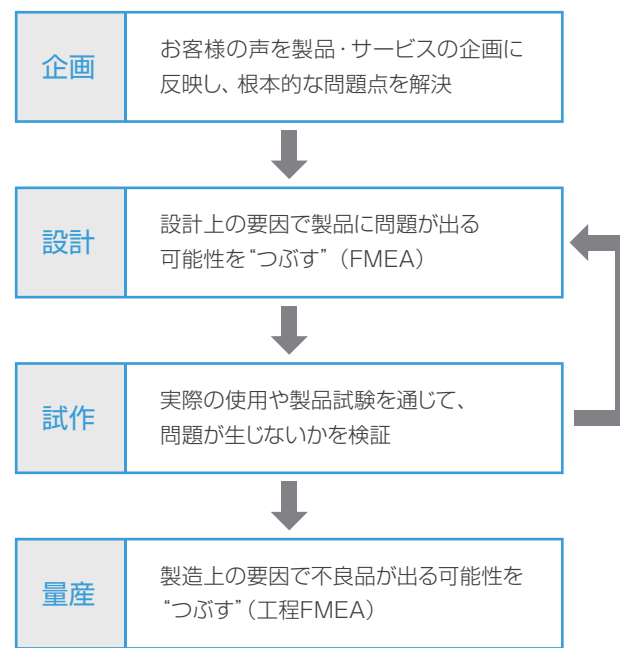 企画
お客様の声を製品・サービスの企画に
反映し、根本的な問題点を解決
設計
設計上の要因で製品に問題が出る
可能性を“つぶす”（FMEA）
試作
実際の使用や製品試験を通じて、
問題が生じないかを検証
量産
製造上の要因で不良品が出る可能性を
“つぶす”（工程FMEA）